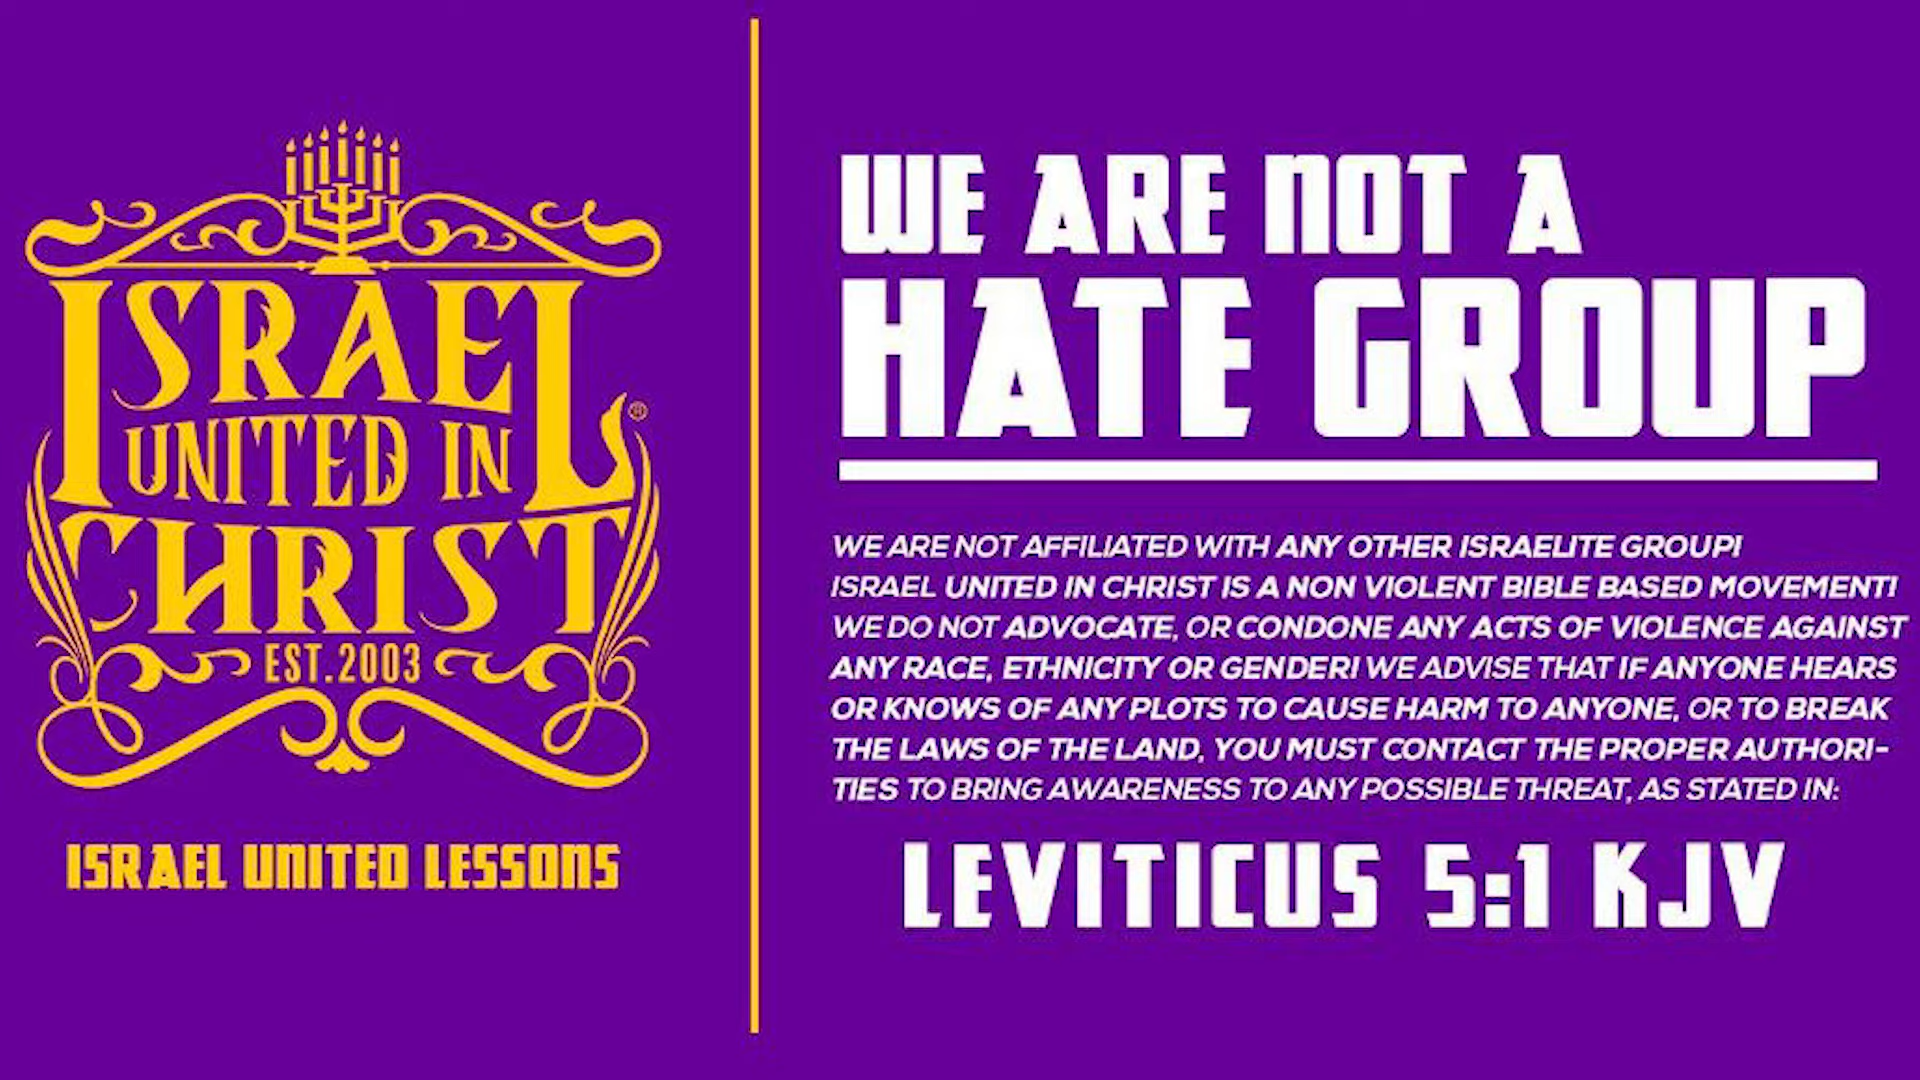 ISRAEL
UNITED IN
CHRIST
®
EST.2003
ISRAEL UNITED LESSONS
WE ARE NOT A
HATE GROUP
WE ARE NOT AFFILIATED WITH ANY OTHER ISRAELITE GROUP!
ISRAEL UNITED IN CHRIST IS A NON VIOLENT BIBLE BASED MOVEMENT!
WE DO NOT ADVOCATE, OR CONDONE ANY ACTS OF VIOLENCE AGAINST
ANY RACE, ETHNICITY OR GENDER! WE ADVISE THAT IF ANYONE HEARS
OR KNOWS OF ANY PLOTS TO CAUSE HARM TO ANYONE, OR TO BREAK
THE LAWS OF THE LAND, YOU MUST CONTACT THE PROPER AUTHORI-
TIES TO BRING AWARENESS TO ANY POSSIBLE THREAT, AS STATED IN:
LEVITICUS 5:1 KJV